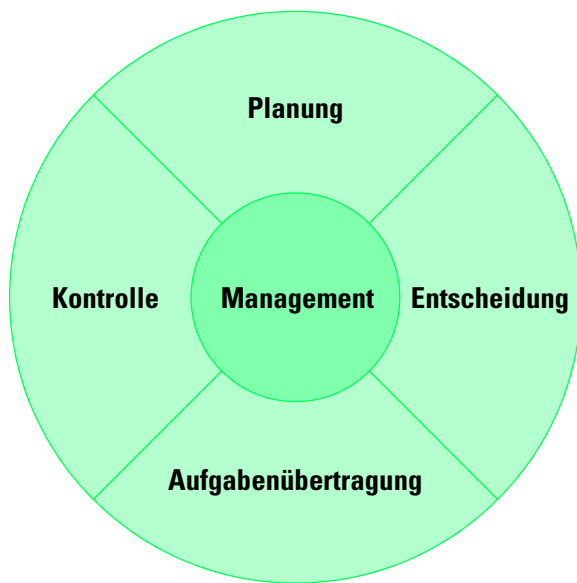 Planung
Kontrolle
Management
Entscheidung
Aufgabenübertragung